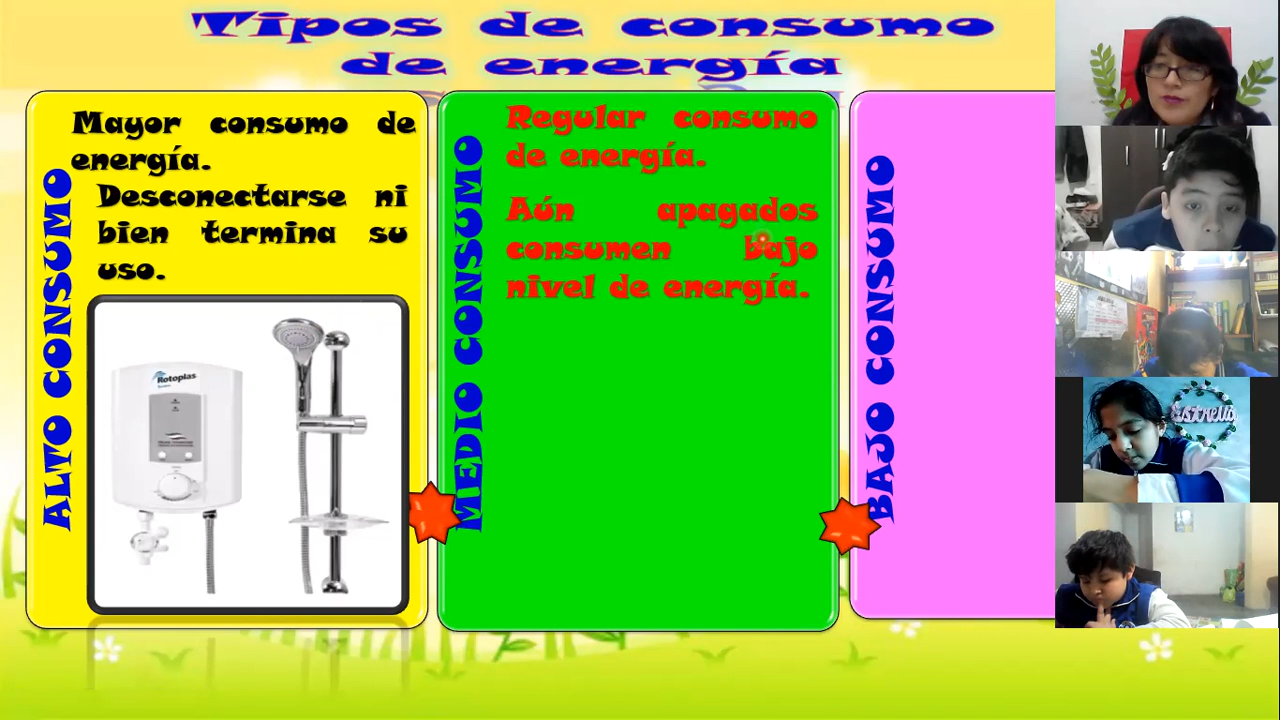 Tipos de consumo
de energía
ALTO CONSUMO
Mayor consumo de
energía.
Desconectarse ni
bien termina su
uso.
Rotoplas
MEDIO CONSUMO
Regular consumo
de energía.
Aún apagados
consumen bajo
nivel de energía.
BAJO CONSUMO
Estrella